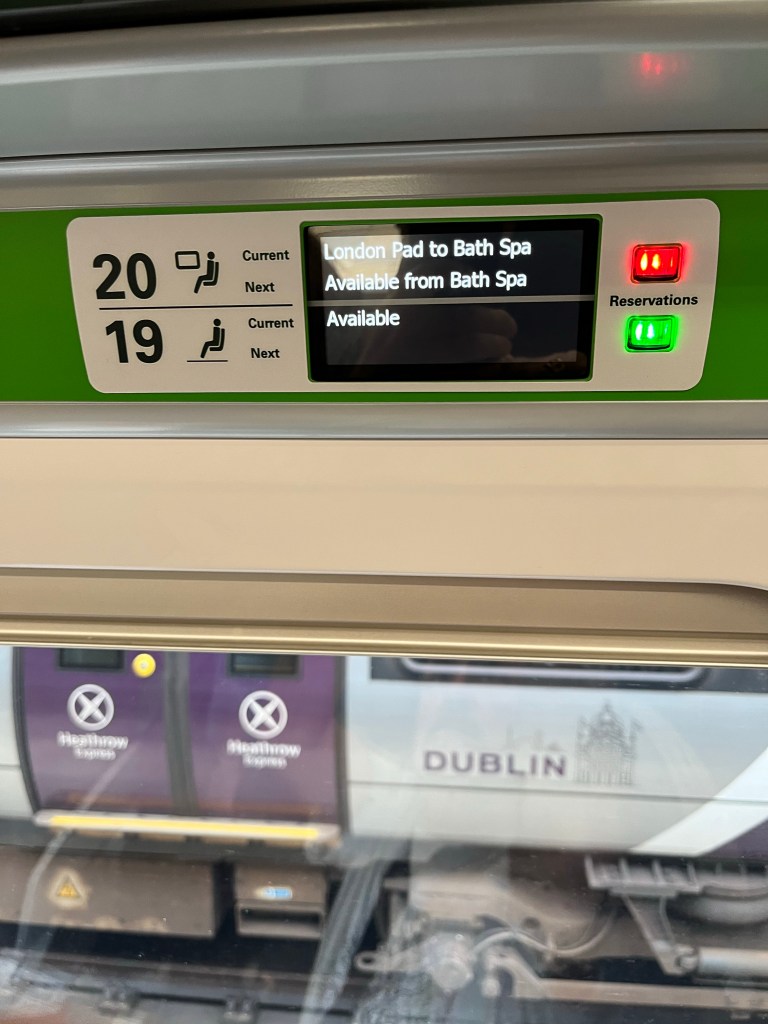 20
Current
Next
19
Current
Next
London Pad to Bath Spa
Available from Bath Spa
Available
Reservations
Heathrow
Express
Heathrow
Express
DUBLIN